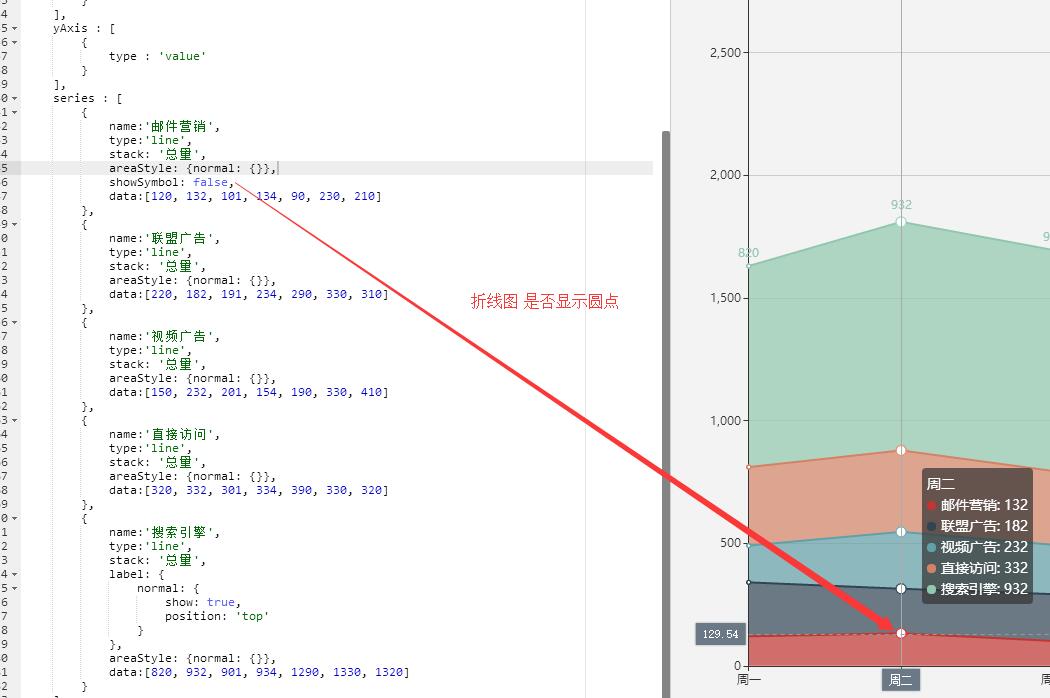 4 ],
5 yAxis : [
6 {
7 type : 'value'
8 }
9 ],
0 series : [
1 {
2 name:'邮件营销',
3 type:'line',
4 stack: '总量',
5 areaStyle: {normal: {}},
6 showSymbol: false,
7 data:[120, 132, 101, 134, 90, 230, 210]
8 },
9 {
0 name:'联盟广告',
1 type:'line',
2 stack: '总量',
3 areaStyle: {normal: {}},
4 data:[220, 182, 191, 234, 290, 330, 310]
5 },
6 {
7 name:'视频广告',
8 type:'line',
9 stack: '总量',
0 areaStyle: {normal: {}},
1 data:[150, 232, 201, 154, 190, 330, 410]
2 },
3 {
4 name:'直接访问',
5 type:'line',
6 stack: '总量',
7 areaStyle: {normal: {}},
8 data:[320, 332, 301, 334, 390, 330, 320]
9 },
0 {
1 name:'搜索引擎',
2 type:'line',
3 stack: '总量',
4 label: {
5 normal: {
6 show: true,
7 position: 'top'
8 }
9 },
0 areaStyle: {normal: {}},
1 data:[820, 932, 901, 934, 1290, 1330, 1320]
2 }
折线图 是否显示圆点
2,500
2,000
1,500
1,000
500
0
932
820
9
周二
邮件营销: 132
联盟广告: 182
视频广告: 232
直接访问: 332
搜索引擎: 932
129.54
周一
周二